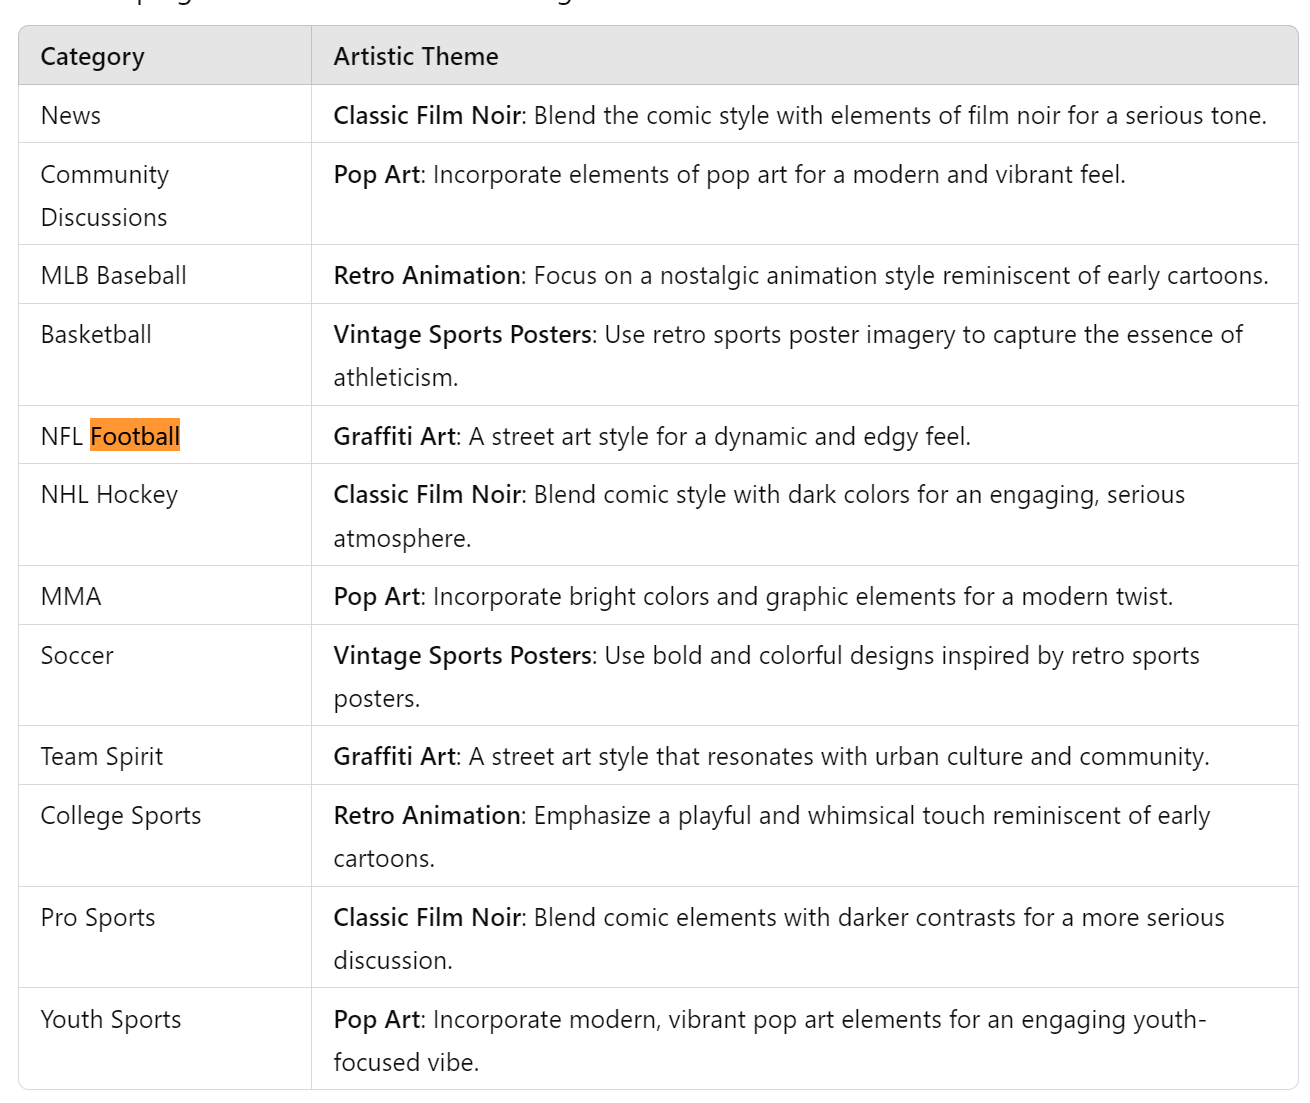 Category Artistic Theme
News Classic Film Noir: Blend the comic style with elements of film noir for a serious tone.
Community Pop Art: Incorporate elements of pop art for a modern and vibrant feel.
Discussions
MLB Baseball Retro Animation: Focus on a nostalgic animation style reminiscent of early cartoons.
Basketball Vintage Sports Posters: Use retro sports poster imagery to capture the essence of
athleticism.
NFL Football Graffiti Art: A street art style for a dynamic and edgy feel.
NHL Hockey Classic Film Noir: Blend comic style with dark colors for an engaging, serious
atmosphere.
MMA Pop Art: Incorporate bright colors and graphic elements for a modern twist.
Soccer Vintage Sports Posters: Use bold and colorful designs inspired by retro sports
posters.
Team Spirit Graffiti Art: A street art style that resonates with urban culture and community.
College Sports Retro Animation: Emphasize a playful and whimsical touch reminiscent of early
cartoons.
Pro Sports Classic Film Noir: Blend comic elements with darker contrasts for a more serious
discussion.
Youth Sports Pop Art: Incorporate modern, vibrant pop art elements for an engaging youth-
focused vibe.